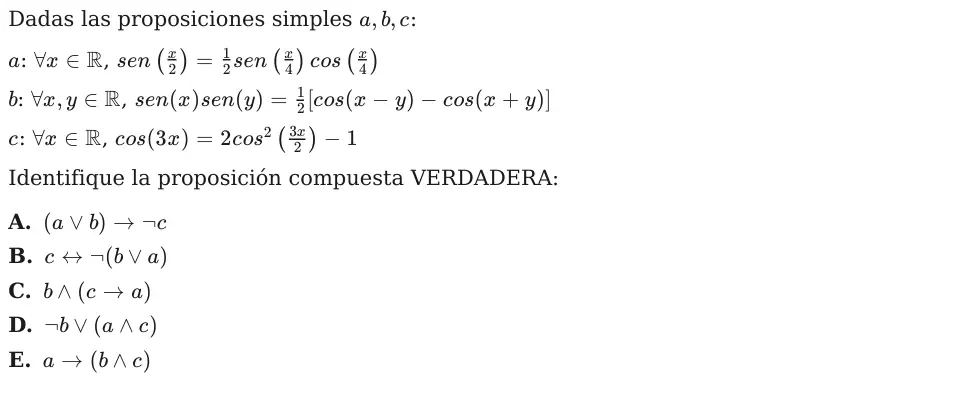 Dadas las proposiciones simples a, b, c:
a: ∀x ∈ ℝ, sen (x/2) = 1/2 sen (x/4) cos (x/4)
b: ∀x, y ∈ ℝ, sen(x)sen(y) = 1/2 [cos(x − y) − cos(x + y)]
c: ∀x ∈ ℝ, cos(3x) = 2cos² (3x/2) − 1
Identifique la proposición compuesta VERDADERA:
A. (a ∨ b) → ¬c
B. c ↔ ¬(b ∨ a)
C. b ∧ (c → a)
D. ¬b ∨ (a ∧ c)
E. a → (b ∧ c)